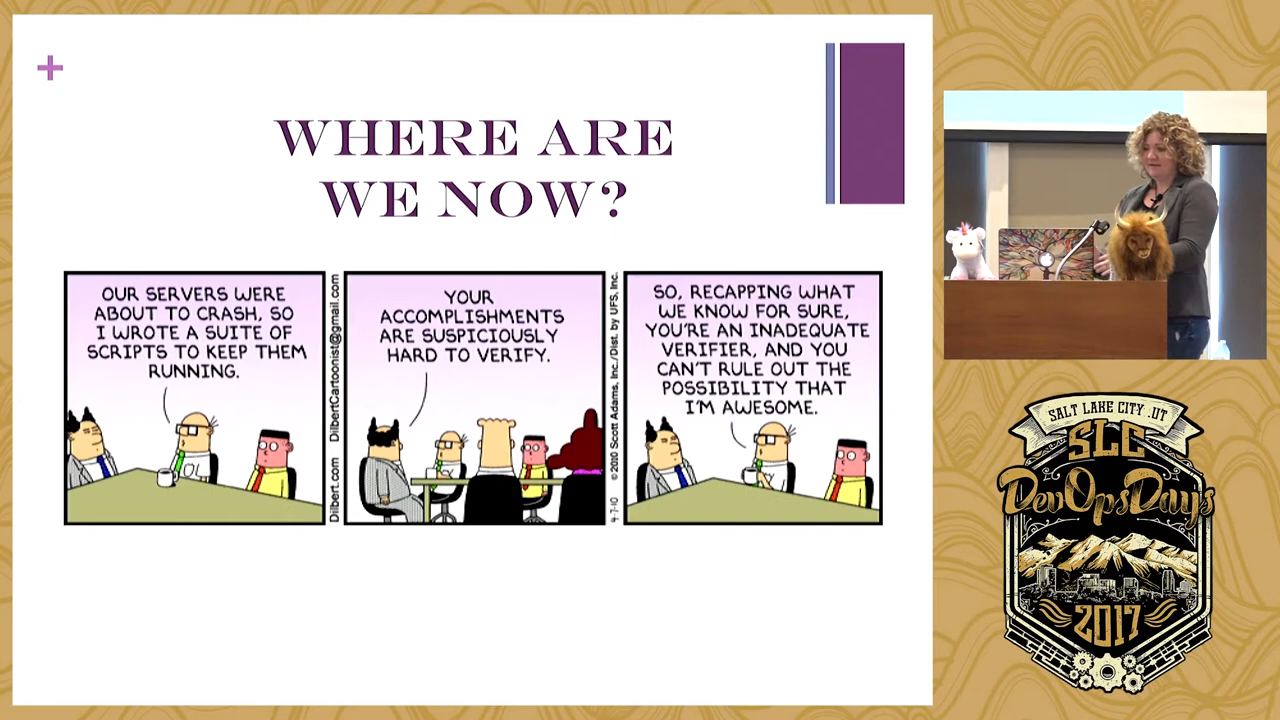 +
WHERE ARE
WE NOW?
OUR SERVERS WERE
ABOUT TO CRASH, SO
I WROTE A SUITE OF
SCRIPTS TO KEEP THEM
RUNNING.
Dilbert.com DilbertCartoonist@gmail.com
YOUR
ACCOMPLISHMENTS
ARE SUSPICIOUSLY
HARD TO VERIFY.
4-7-10 ©2010 Scott Adams, Inc./Dist. by UFS, Inc.
SO, RECAPPING WHAT
WE KNOW FOR SURE,
YOU'RE AN INADEQUATE
VERIFIER, AND YOU
CAN'T RULE OUT THE
POSSIBILITY THAT
I'M AWESOME.
SALT LAKE CITY .UT
SLC
DevOpsDays
2017